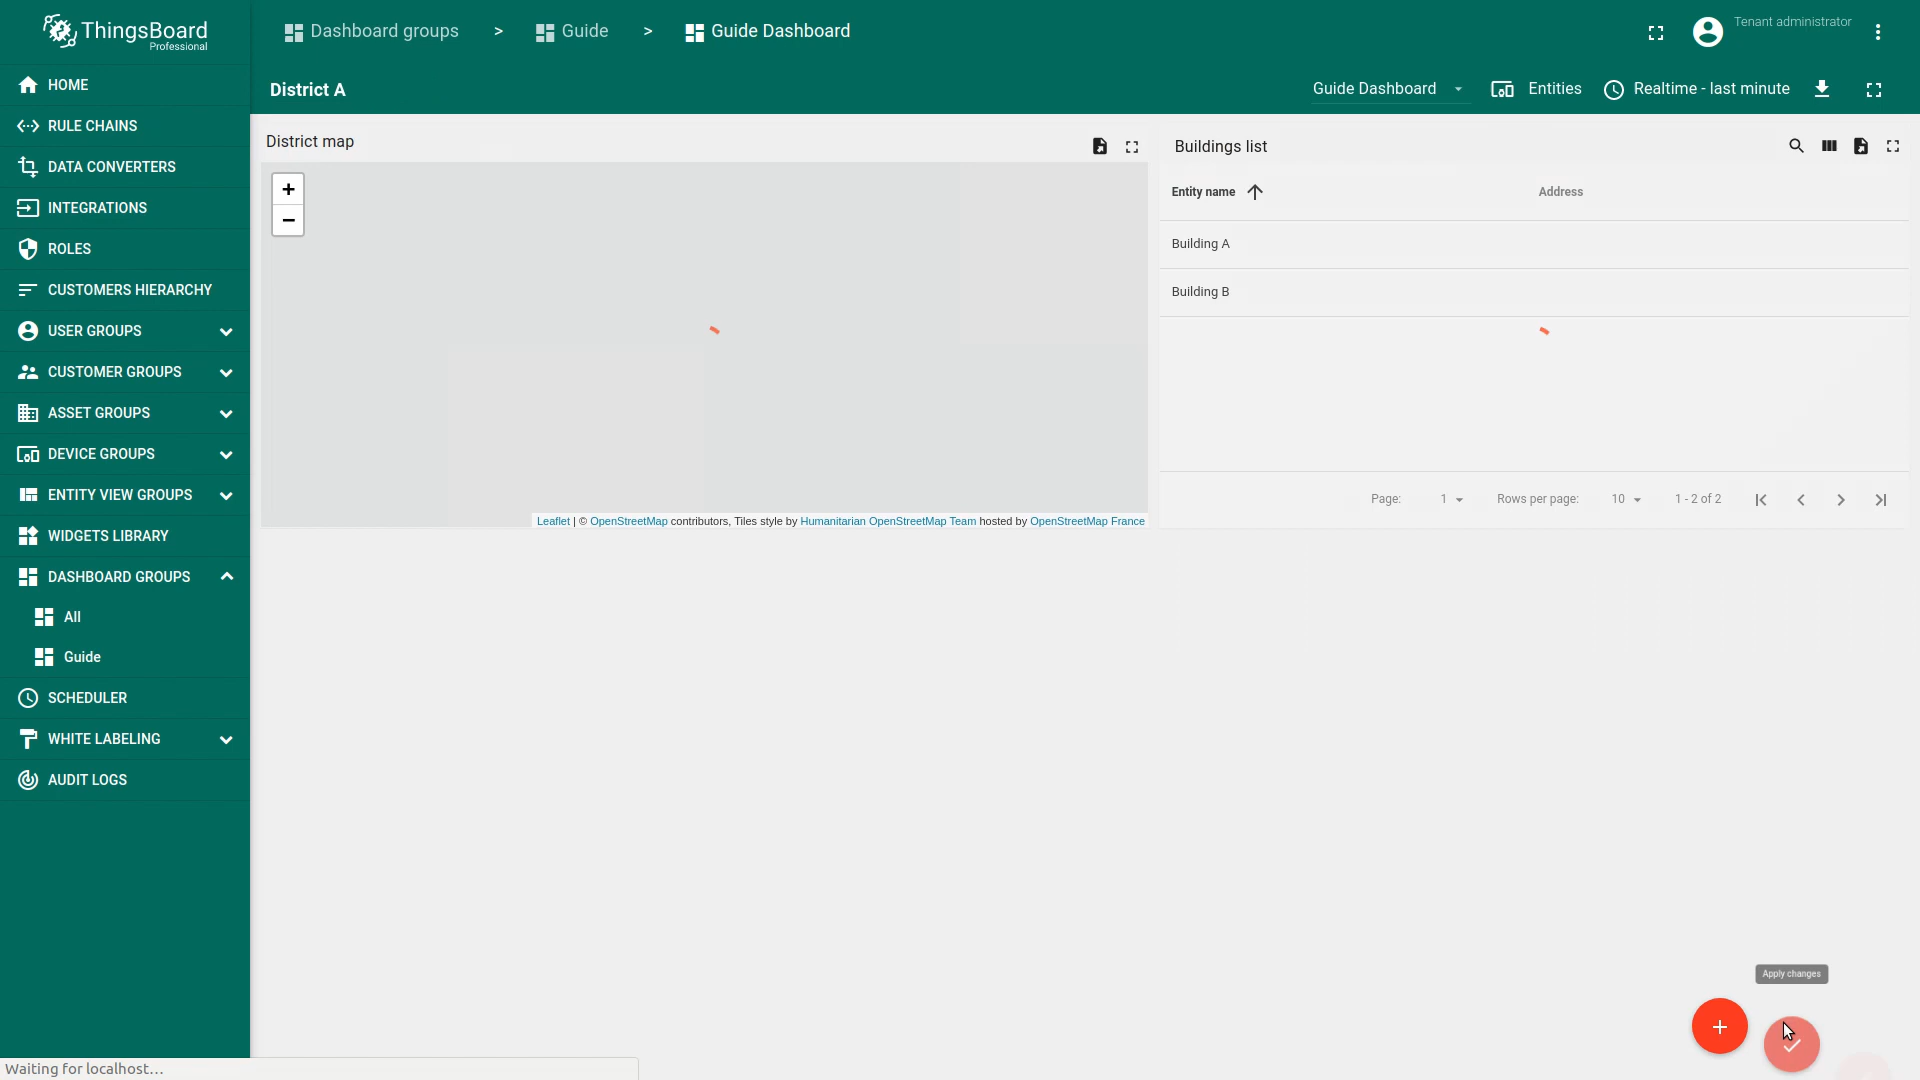 ThingsBoard
Professional
Dashboard groups > Guide > Guide Dashboard
Tenant administrator
HOME
RULE CHAINS
DATA CONVERTERS
INTEGRATIONS
ROLES
CUSTOMERS HIERARCHY
USER GROUPS
CUSTOMER GROUPS
ASSET GROUPS
DEVICE GROUPS
ENTITY VIEW GROUPS
WIDGETS LIBRARY
DASHBOARD GROUPS
All
Guide
SCHEDULER
WHITE LABELING
AUDIT LOGS
District A
Guide Dashboard
Entities
Realtime - last minute
District map
+
−
Leaflet | © OpenStreetMap contributors, Tiles style by Humanitarian OpenStreetMap Team hosted by OpenStreetMap France
Buildings list
Entity name Address
Building A
Building B
Page: 1 Rows per page: 10 1 - 2 of 2
Apply changes
Waiting for localhost...